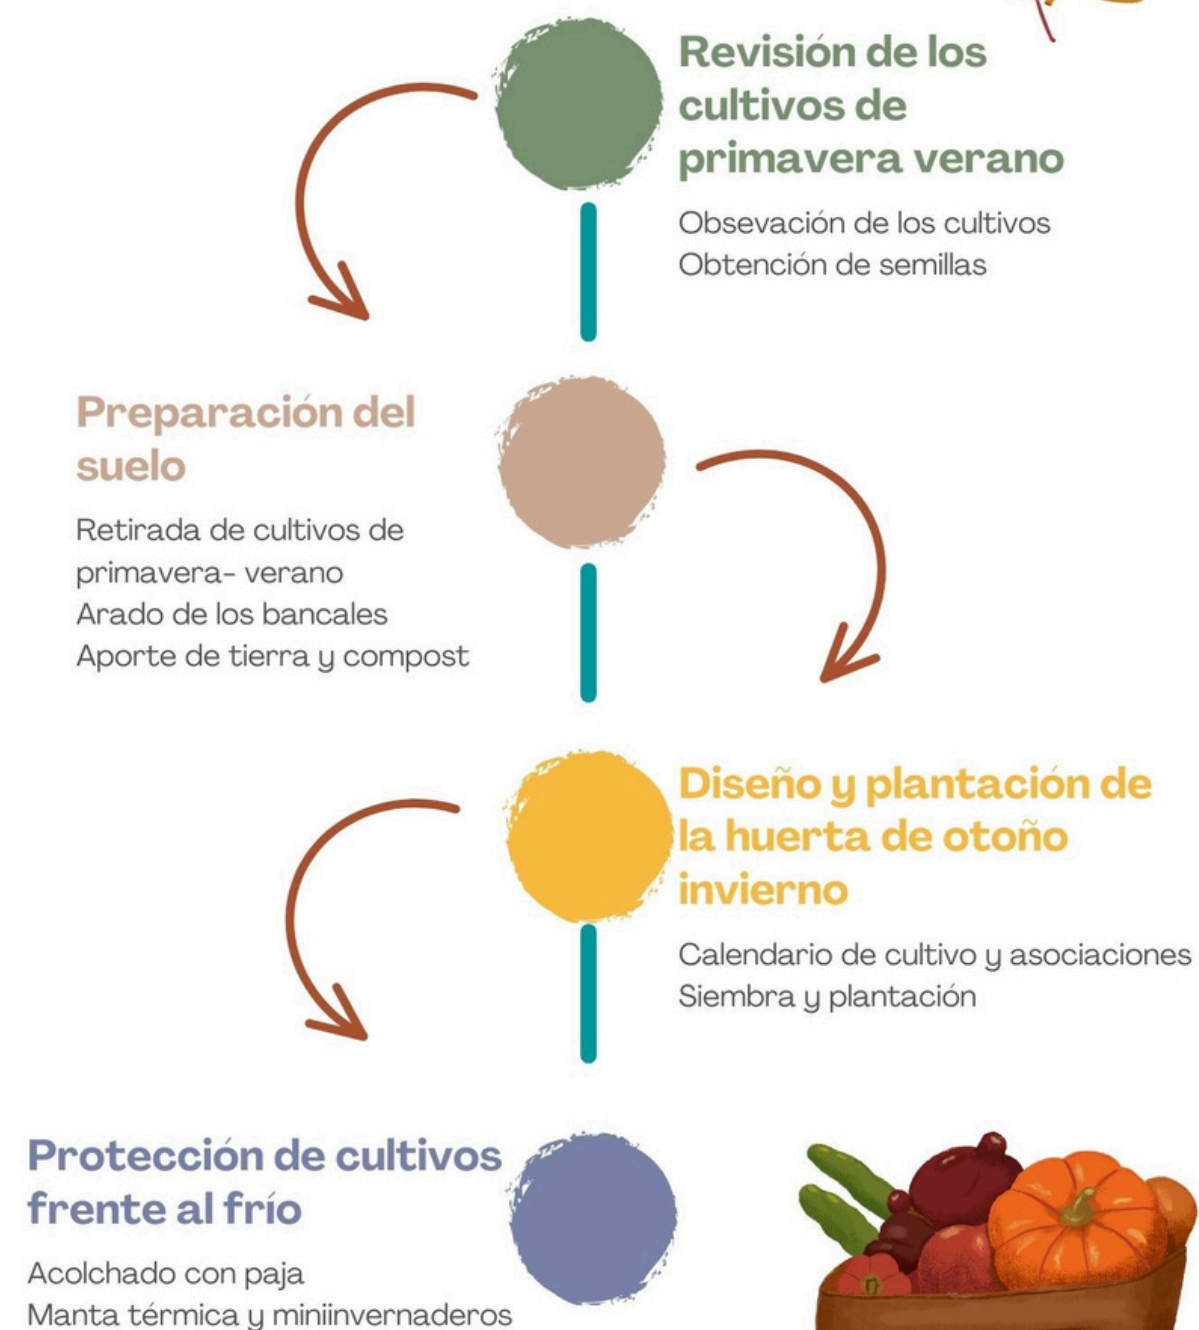 Revisión de los
cultivos de
primavera verano
Obsevación de los cultivos
Obtención de semillas
Preparación del
suelo
Retirada de cultivos de
primavera- verano
Arado de los bancales
Aporte de tierra y compost
Diseño y plantación de
la huerta de otoño
invierno
Calendario de cultivo y asociaciones
Siembra y plantación
Protección de cultivos
frente al frío
Acolchado con paja
Manta térmica y miniinvernaderos